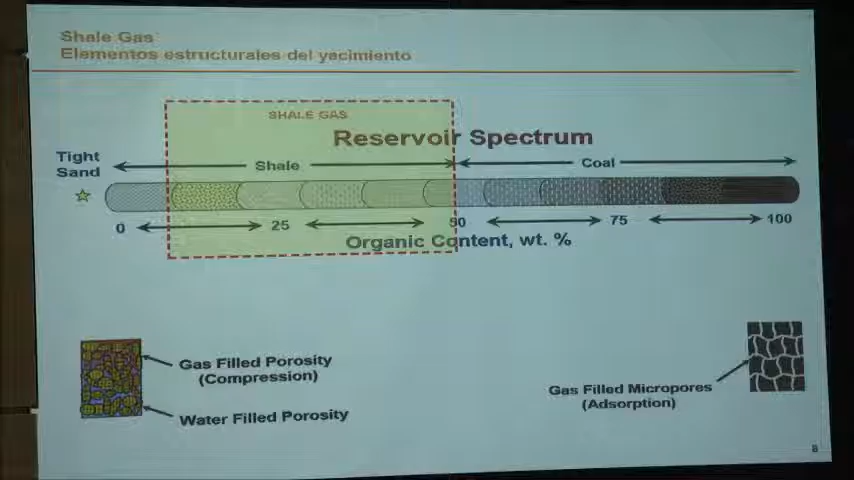 Shale Gas
Elementos estructurales del yacimiento
SHALE GAS
Reservoir Spectrum
Tight
Sand
Shale
Coal
0
25
50
75
100
Organic Content, wt. %
Gas Filled Porosity
(Compression)
Water Filled Porosity
Gas Filled Micropores
(Adsorption)
8